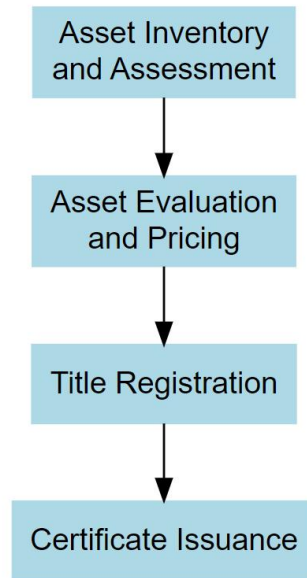 Asset Inventory
and Assessment
Asset Evaluation
and Pricing
Title Registration
Certificate Issuance